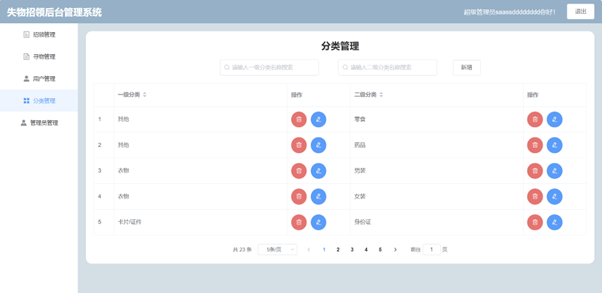 失物招领后台管理系统
超级管理员aaaaadddddddd你好! 退出
招领管理
寻物管理
用户管理
分类管理
管理员管理
分类管理
请输入一级分类名称搜索 请输入二级分类名称搜索 新增
一级分类 操作 二级分类 操作
1 其他 零食
2 其他 药品
3 衣物 男装
4 衣物 女装
5 卡片/证件 身份证
共 23 条 5条/页 1 2 3 4 5 前往 1 页